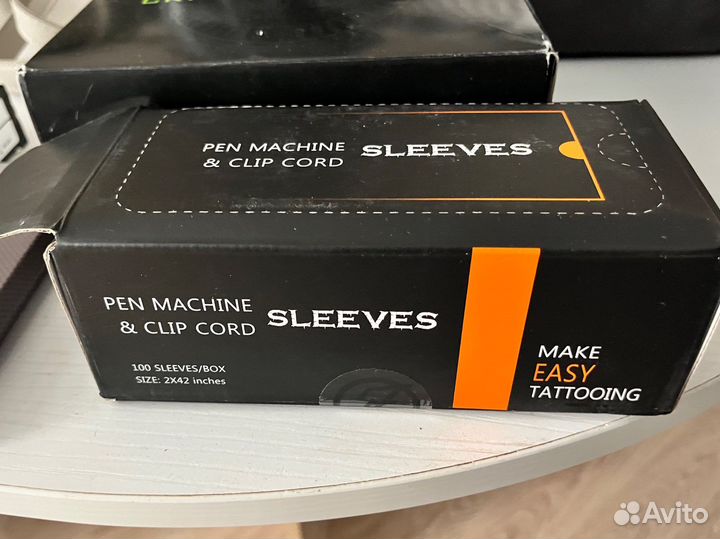 PEN MACHINE
& CLIP CORD
SLEEVES
PEN MACHINE
& CLIP CORD
SLEEVES
100 SLEEVES/BOX
SIZE: 2X42 inches
MAKE
EASY
TATTOOING
Avito